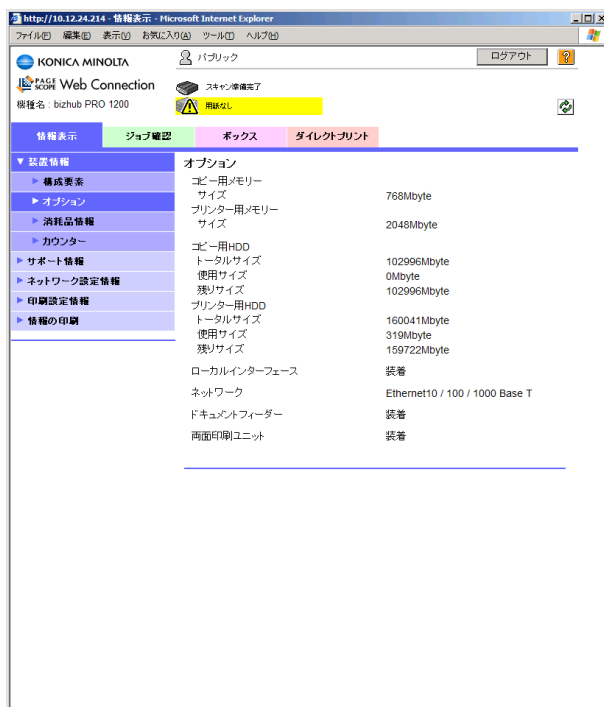 http://10.12.24.214 - 情報表示 - Microsoft Internet Explorer
ファイル(F) 編集(E) 表示(V) お気に入り(A) ツール(T) ヘルプ(H)
KONICA MINOLTA
パブリック
ログアウト
?
PAGE SCOPE Web Connection
スキャン準備完了
機種名 : bizhub PRO 1200
用紙なし
情報表示 ジョブ確認 ボックス ダイレクトプリント
▼装置情報
構成要素
オプション
消耗品情報
カウンター
サポート情報
ネットワーク設定情報
印刷設定情報
情報の印刷
オプション
コピー用メモリー
サイズ 768Mbyte
プリンター用メモリー
サイズ 2048Mbyte
コピー用HDD
トータルサイズ 102996Mbyte
使用サイズ 0Mbyte
残りサイズ 102996Mbyte
プリンター用HDD
トータルサイズ 160041Mbyte
使用サイズ 319Mbyte
残りサイズ 159722Mbyte
ローカルインターフェース 装着
ネットワーク Ethernet10 / 100 / 1000 Base T
ドキュメントフィーダー 装着
両面印刷ユニット 装着